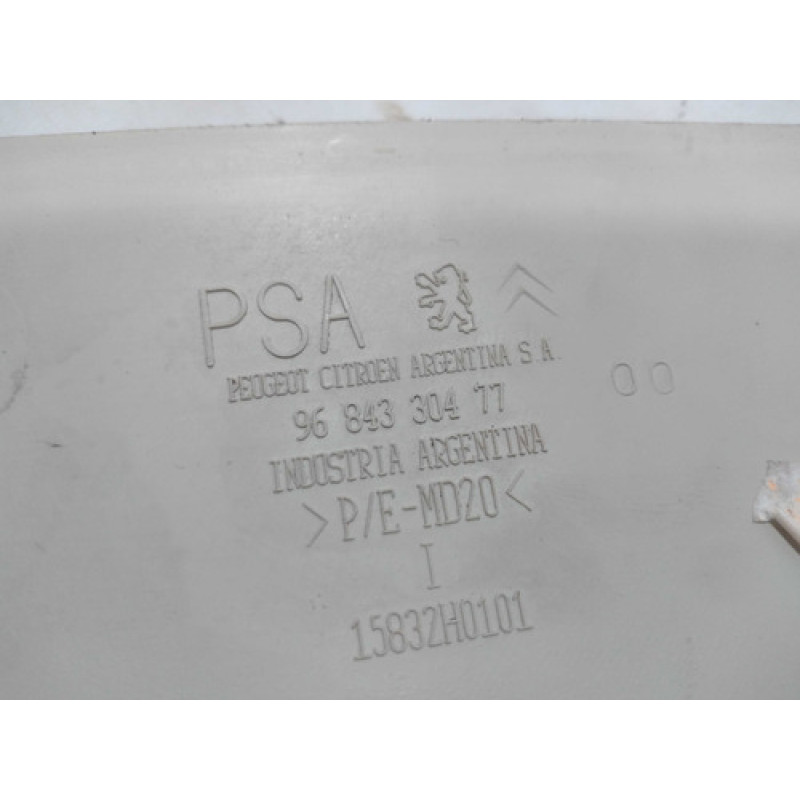 PSA
PEUGEOT CITROEN ARGENTINA S.A.
96 843 304 77
INDUSTRIA ARGENTINA
>P/E-MD20<
I
15832H0101